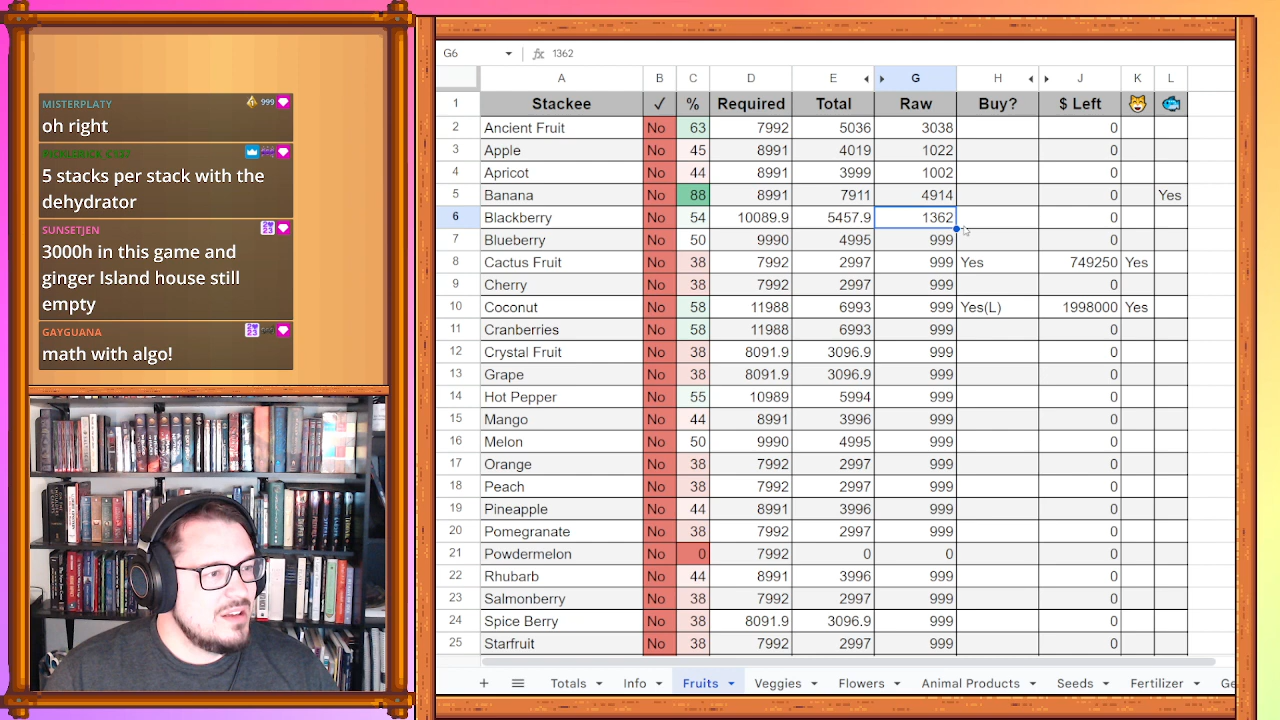 MISTERPLATY 999
oh right
5 stacks per stack with the
dehydrator
SUNSETJEN
3000h in this game and
ginger Island house still
empty
GAYGUANA
math with algo!
G6 fx 1362
A B C D E G H J K L
1 Stackee ✓ % Required Total Raw Buy? $ Left 😺 🐟
2 Ancient Fruit No 63 7992 5036 3038 0
3 Apple No 45 8991 4019 1022 0
4 Apricot No 44 8991 3999 1002 0
5 Banana No 88 8991 7911 4914 0 Yes
6 Blackberry No 54 10089.9 5457.9 1362 0
7 Blueberry No 50 9990 4995 999 0
8 Cactus Fruit No 38 7992 2997 999 Yes 749250 Yes
9 Cherry No 38 7992 2997 999 0
10 Coconut No 58 11988 6993 999 Yes(L) 1998000 Yes
11 Cranberries No 58 11988 6993 999 0
12 Crystal Fruit No 38 8091.9 3096.9 999 0
13 Grape No 38 8091.9 3096.9 999 0
14 Hot Pepper No 55 10989 5994 999 0
15 Mango No 44 8991 3996 999 0
16 Melon No 50 9990 4995 999 0
17 Orange No 38 7992 2997 999 0
18 Peach No 38 7992 2997 999 0
19 Pineapple No 44 8991 3996 999 0
20 Pomegranate No 38 7992 2997 999 0
21 Powdermelon No 0 7992 0 0 0
22 Rhubarb No 44 8991 3996 999 0
23 Salmonberry No 38 7992 2997 999 0
24 Spice Berry No 38 8091.9 3096.9 999 0
25 Starfruit No 38 7992 2997 999 0
+ Totals Info Fruits Veggies Flowers Animal Products Seeds Fertilizer Ge